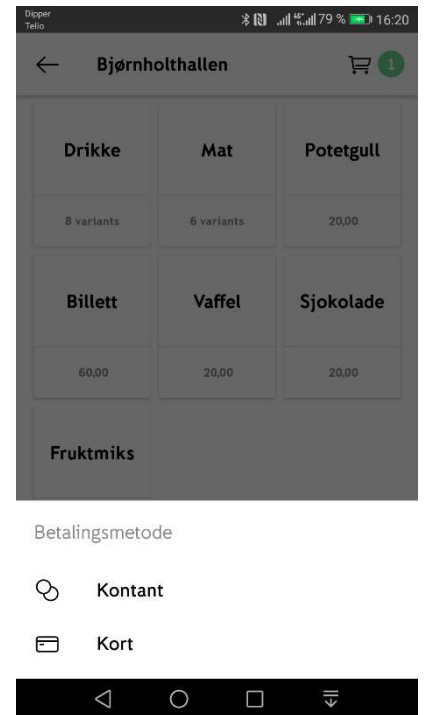 Dipper
Telio
4G+ 79 % 16:20
Bjørnholthallen 1
Drikke Mat Potetgull
8 variants 6 variants 20,00
Billett Vaffel Sjokolade
60,00 20,00 20,00
Fruktmiks
Betalingsmetode
Kontant
Kort